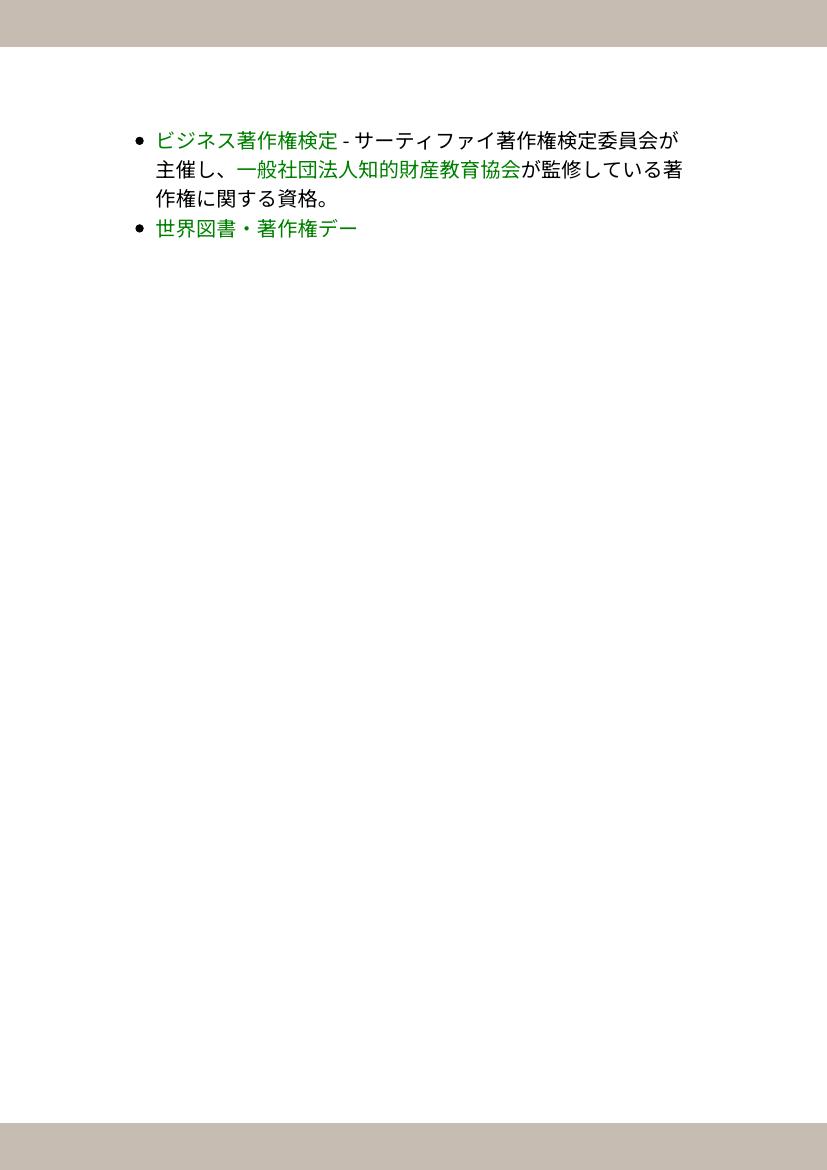 • ビジネス著作権検定 - サーティファイ著作権検定委員会が
主催し、一般社団法人知的財産教育協会が監修している著
作権に関する資格。
• 世界図書・著作権デー